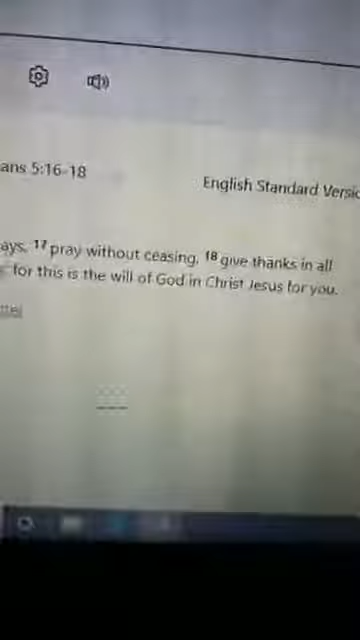 ans 5:16-18
English Standard Versio
ays, 17 pray without ceasing, 18 give thanks in all
for this is the will of God in Christ Jesus for you.